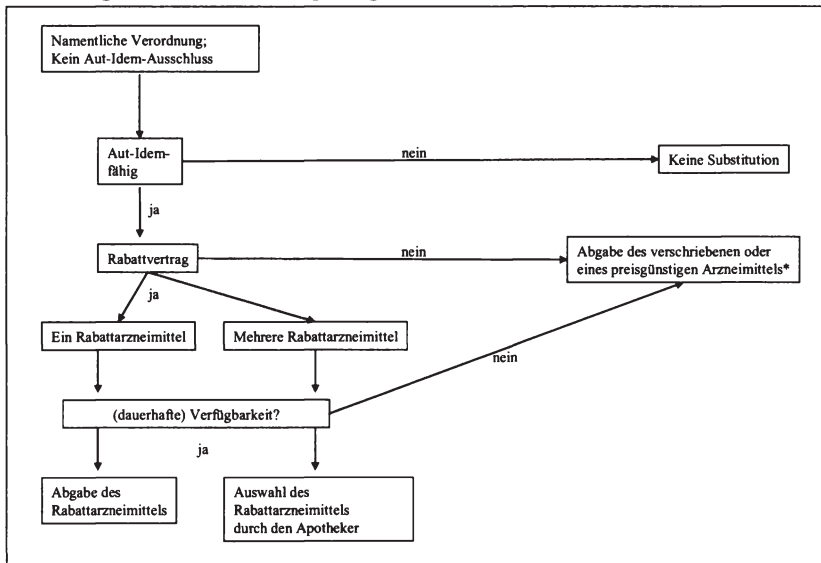 Namentliche Verordnung;
Kein Aut-Idem-Ausschluss
Aut-Idem-
fähig
nein
Keine Substitution
ja
Rabattvertrag
nein
Abgabe des verschriebenen oder
eines preisgünstigen Arzneimittels*
ja
Ein Rabattarzneimittel
Mehrere Rabattarzneimittel
nein
(dauerhafte) Verfügbarkeit?
ja
Abgabe des
Rabattarzneimittels
Auswahl des
Rabattarzneimittels
durch den Apotheker